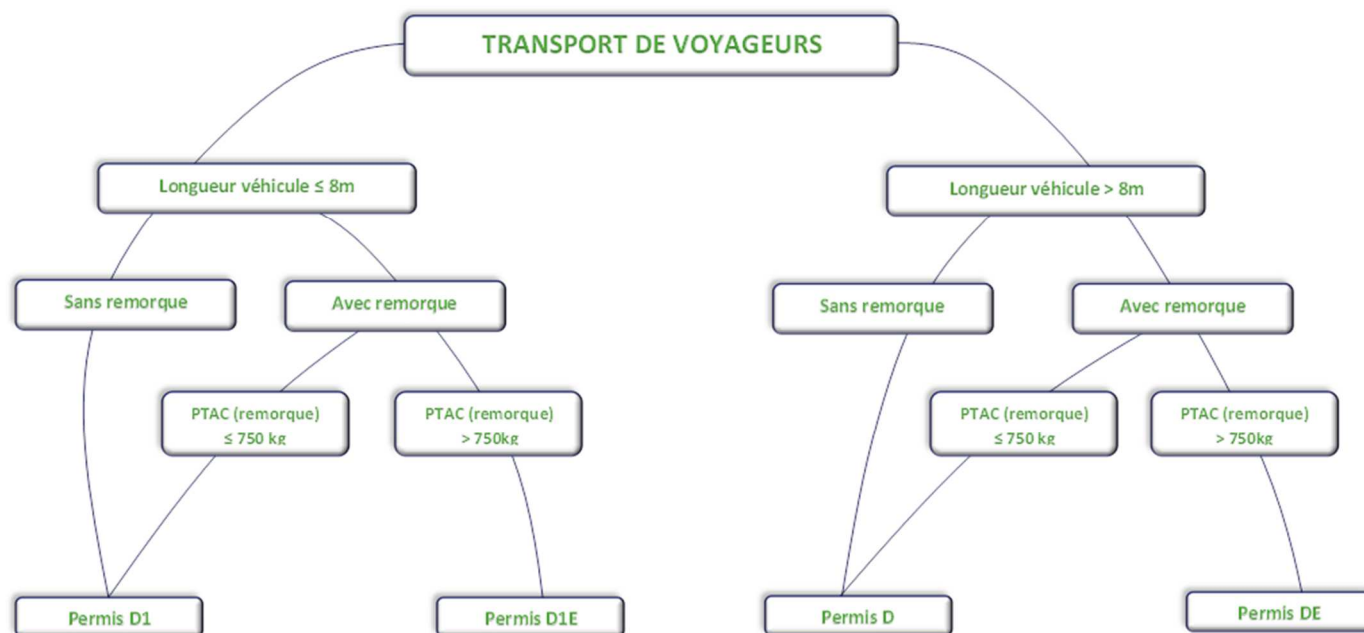 TRANSPORT DE VOYAGEURS
Longueur véhicule ≤ 8m
Longueur véhicule > 8m
Sans remorque
Avec remorque
Sans remorque
Avec remorque
PTAC (remorque)
≤ 750 kg
PTAC (remorque)
> 750kg
PTAC (remorque)
≤ 750 kg
PTAC (remorque)
> 750kg
Permis D1
Permis D1E
Permis D
Permis DE